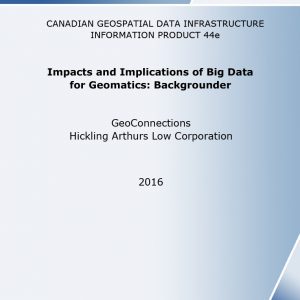 CANADIAN GEOSPATIAL DATA INFRASTRUCTURE
INFORMATION PRODUCT 44e
Impacts and Implications of Big Data
for Geomatics: Backgrounder
GeoConnections
Hickling Arthurs Low Corporation
2016